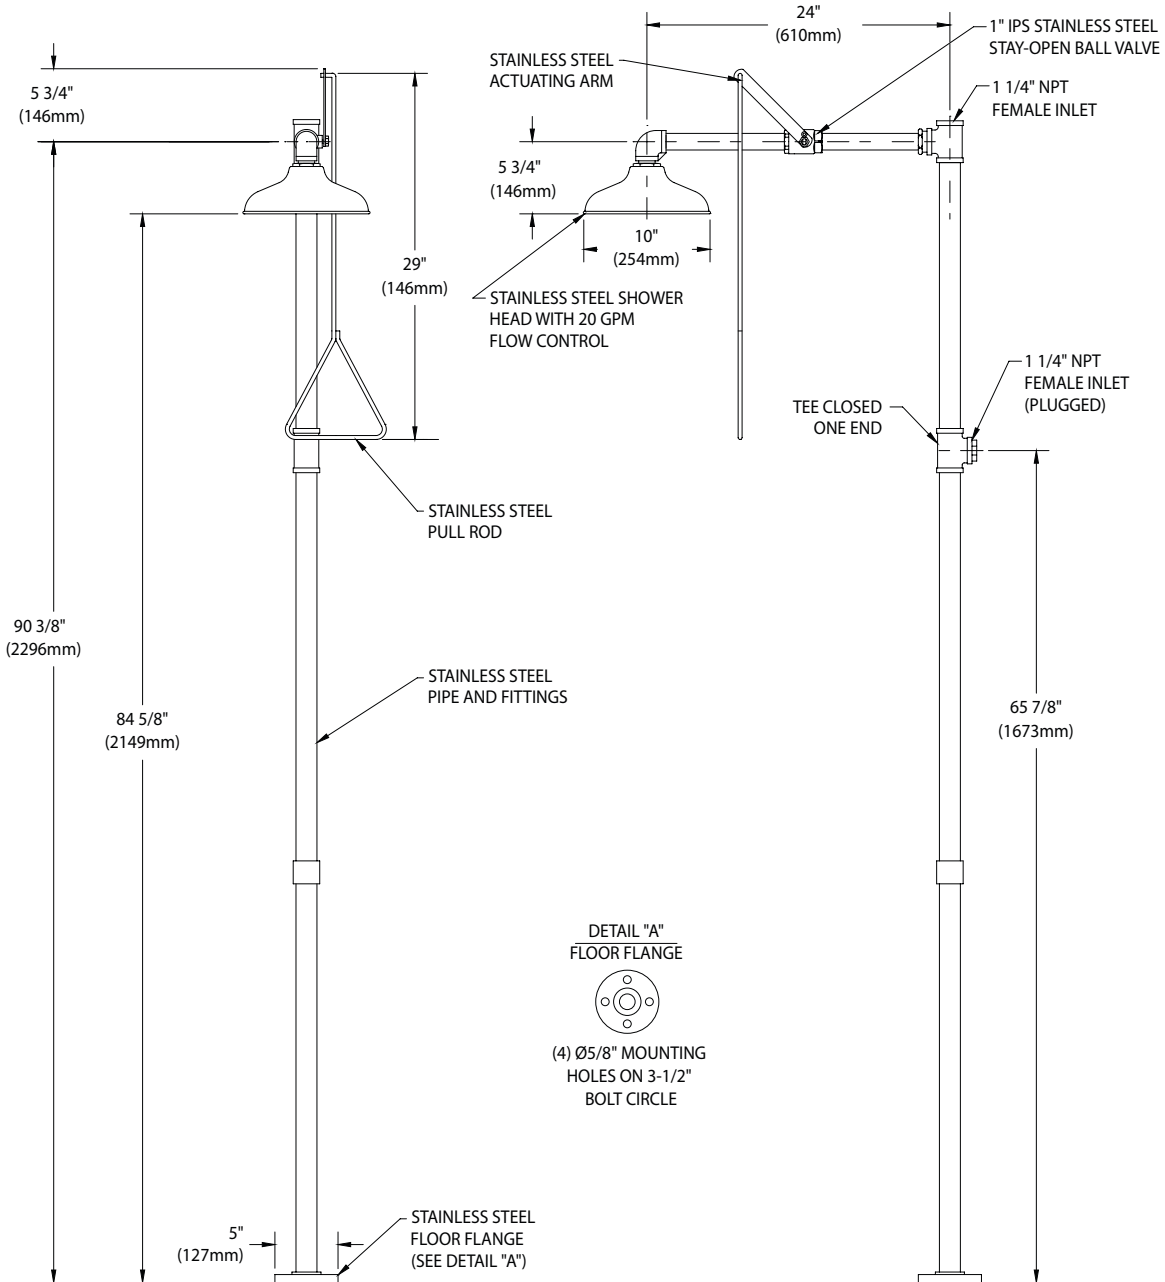 24"
(610mm)
1" IPS STAINLESS STEEL
STAY-OPEN BALL VALVE
STAINLESS STEEL
ACTUATING ARM
5 3/4"
(146mm)
1 1/4" NPT
FEMALE INLET
5 3/4"
(146mm)
10"
(254mm)
29"
(146mm)
STAINLESS STEEL SHOWER
HEAD WITH 20 GPM
FLOW CONTROL
1 1/4" NPT
FEMALE INLET
(PLUGGED)
TEE CLOSED
ONE END
STAINLESS STEEL
PULL ROD
90 3/8"
(2296mm)
STAINLESS STEEL
PIPE AND FITTINGS
84 5/8"
(2149mm)
65 7/8"
(1673mm)
DETAIL "A"
FLOOR FLANGE
(4) Ø5/8" MOUNTING
HOLES ON 3-1/2"
BOLT CIRCLE
5"
(127mm)
STAINLESS STEEL
FLOOR FLANGE
(SEE DETAIL "A")